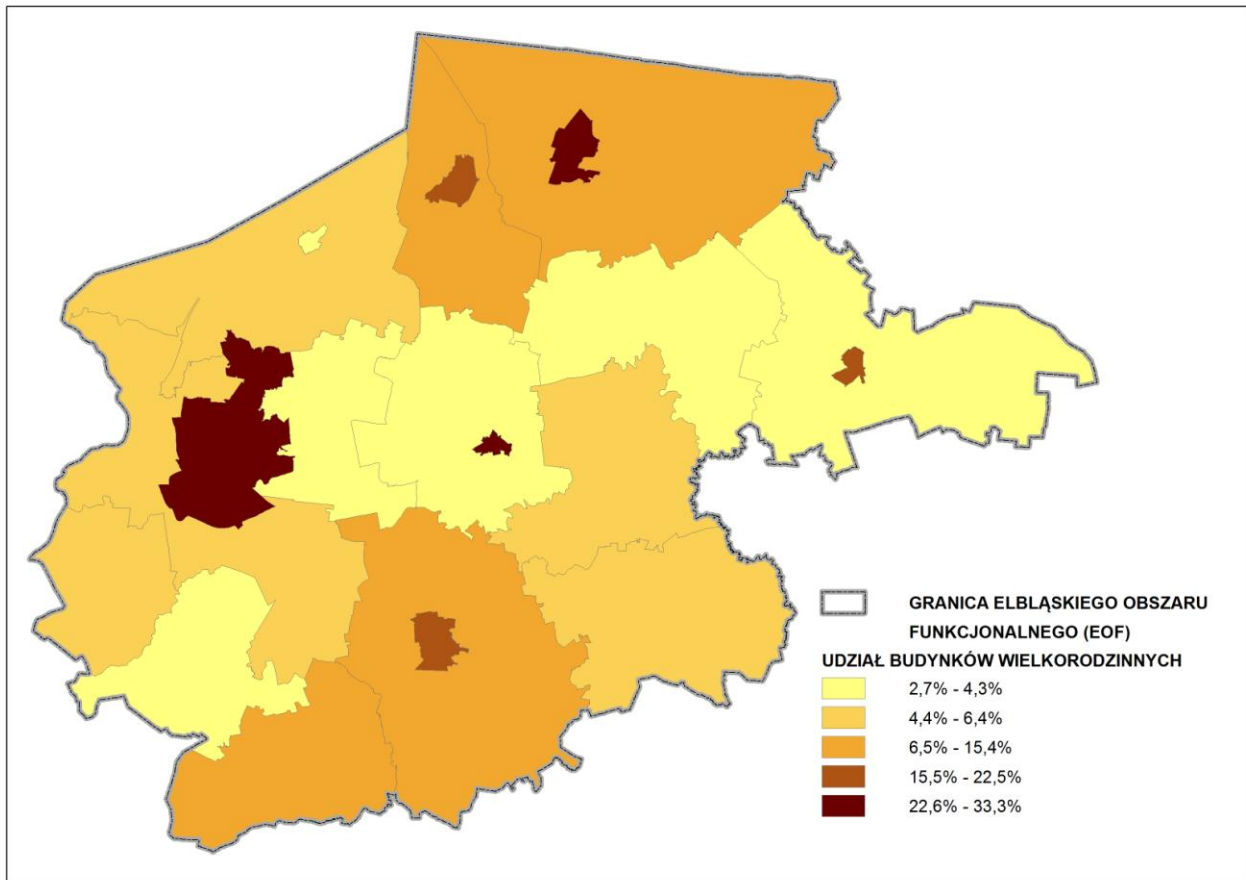 GRANICA ELBLĄSKIEGO OBSZARU
FUNKCJONALNEGO (EOF)
UDZIAŁ BUDYNKÓW WIELKORODZINNYCH
2,7% - 4,3%
4,4% - 6,4%
6,5% - 15,4%
15,5% - 22,5%
22,6% - 33,3%